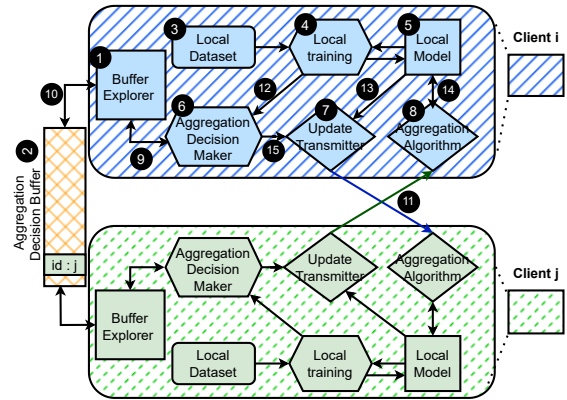 3
Local
Dataset
4
Local
training
5
Local
Model
Client i
1
Buffer
Explorer
10
12
13
14
6
Aggregation
Decision
Maker
7
Update
Transmitter
8
Aggregation
Algorithm
9
15
2
Aggregation
Decision Buffer
id : j
11
Aggregation
Decision
Maker
Update
Transmitter
Aggregation
Algorithm
Client j
Buffer
Explorer
Local
Dataset
Local
training
Local
Model